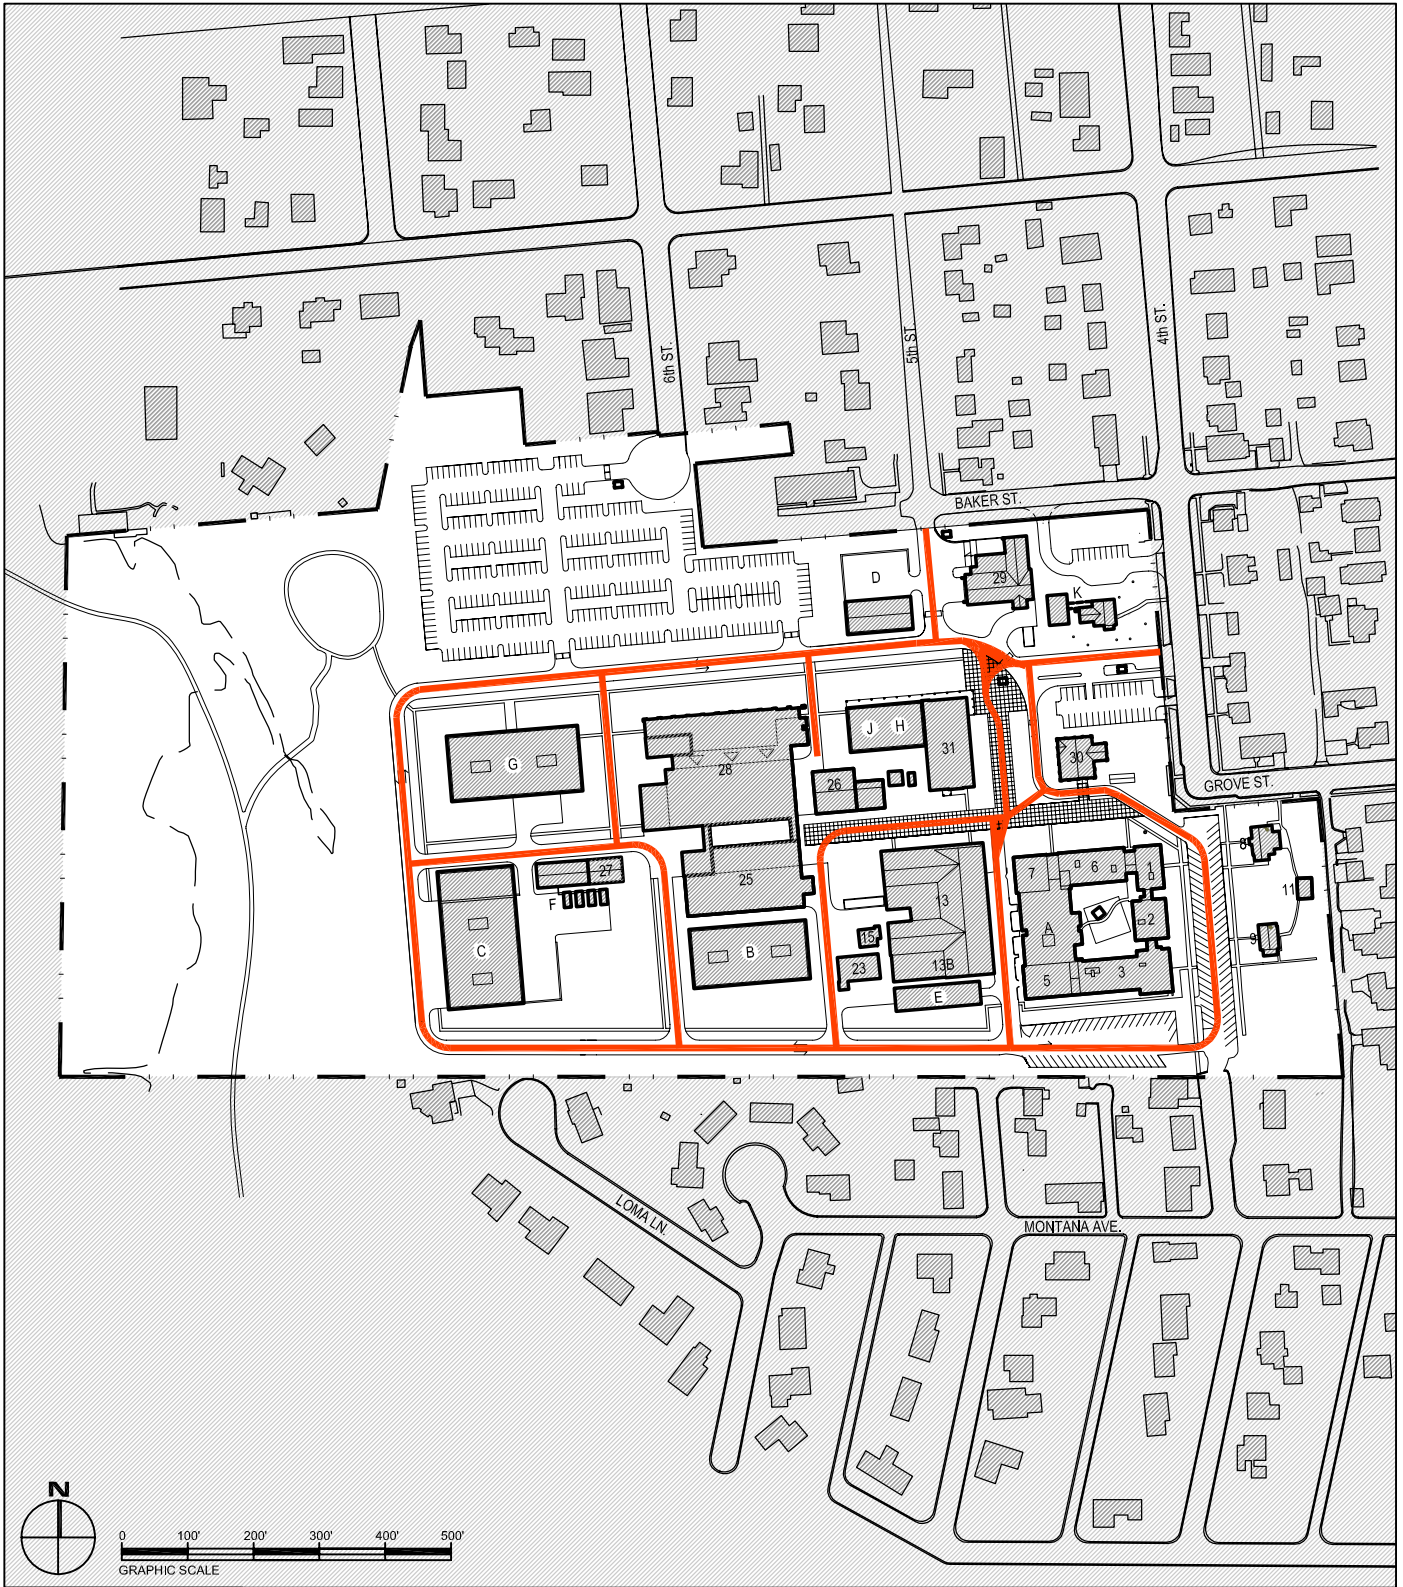 6th ST.
5th ST.
4th ST.
BAKER ST.
D
29
K
J
H
31
30
G
28
26
GROVE ST.
8
7
6
1
27
F
25
13
11
2
A
15
C
B
23
13B
5
3
9
E
LOMA LN.
MONTANA AVE.
N
0 100' 200' 300' 400' 500'
GRAPHIC SCALE